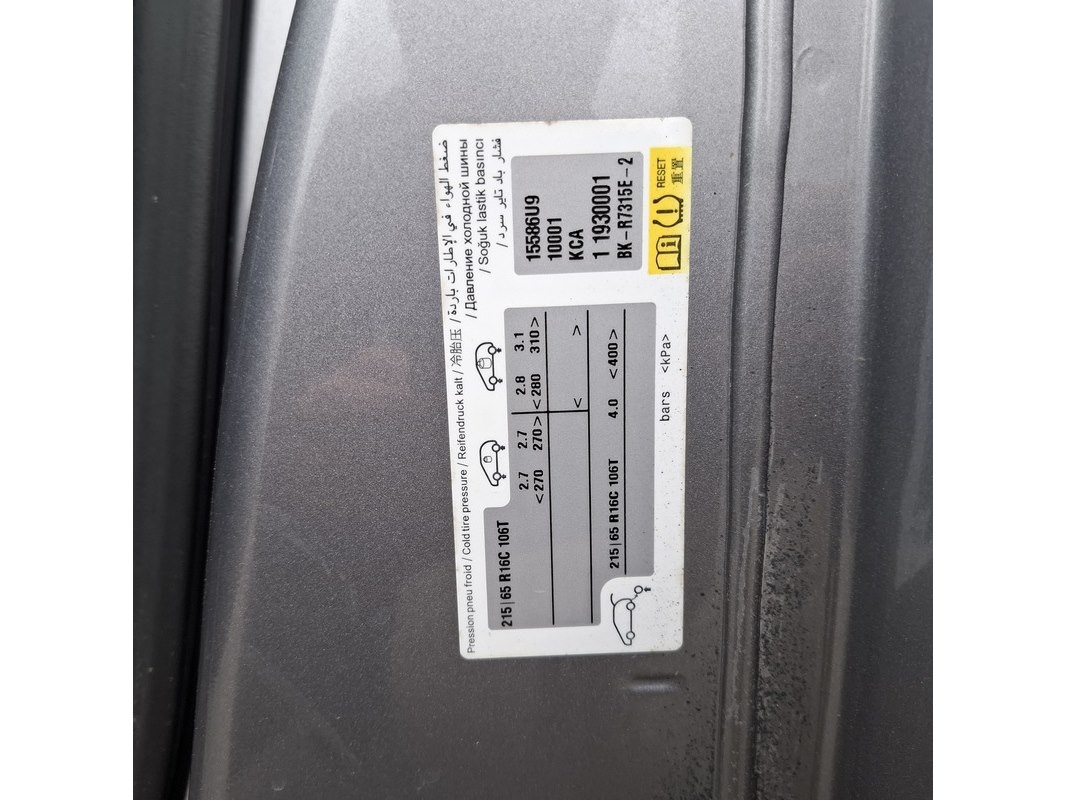 Pression pneu froid / Cold tire pressure / Reifendruck kalt / 冷胎压 / ضغط الهواء في الإطارات باردة
/ Давление холодной шины
/ Soğuk lastik basıncı
/ فشار باد تایر سرد
215|65 R16C 106T
2.7 2.7 2.8 3.1
<270 270> <280 310>
< >
215|65 R16C 106T 4.0 <400>
bars <kPa>
15586U9
10001
KCA
1 1930001
BK-R7315E-2
RESET
重置